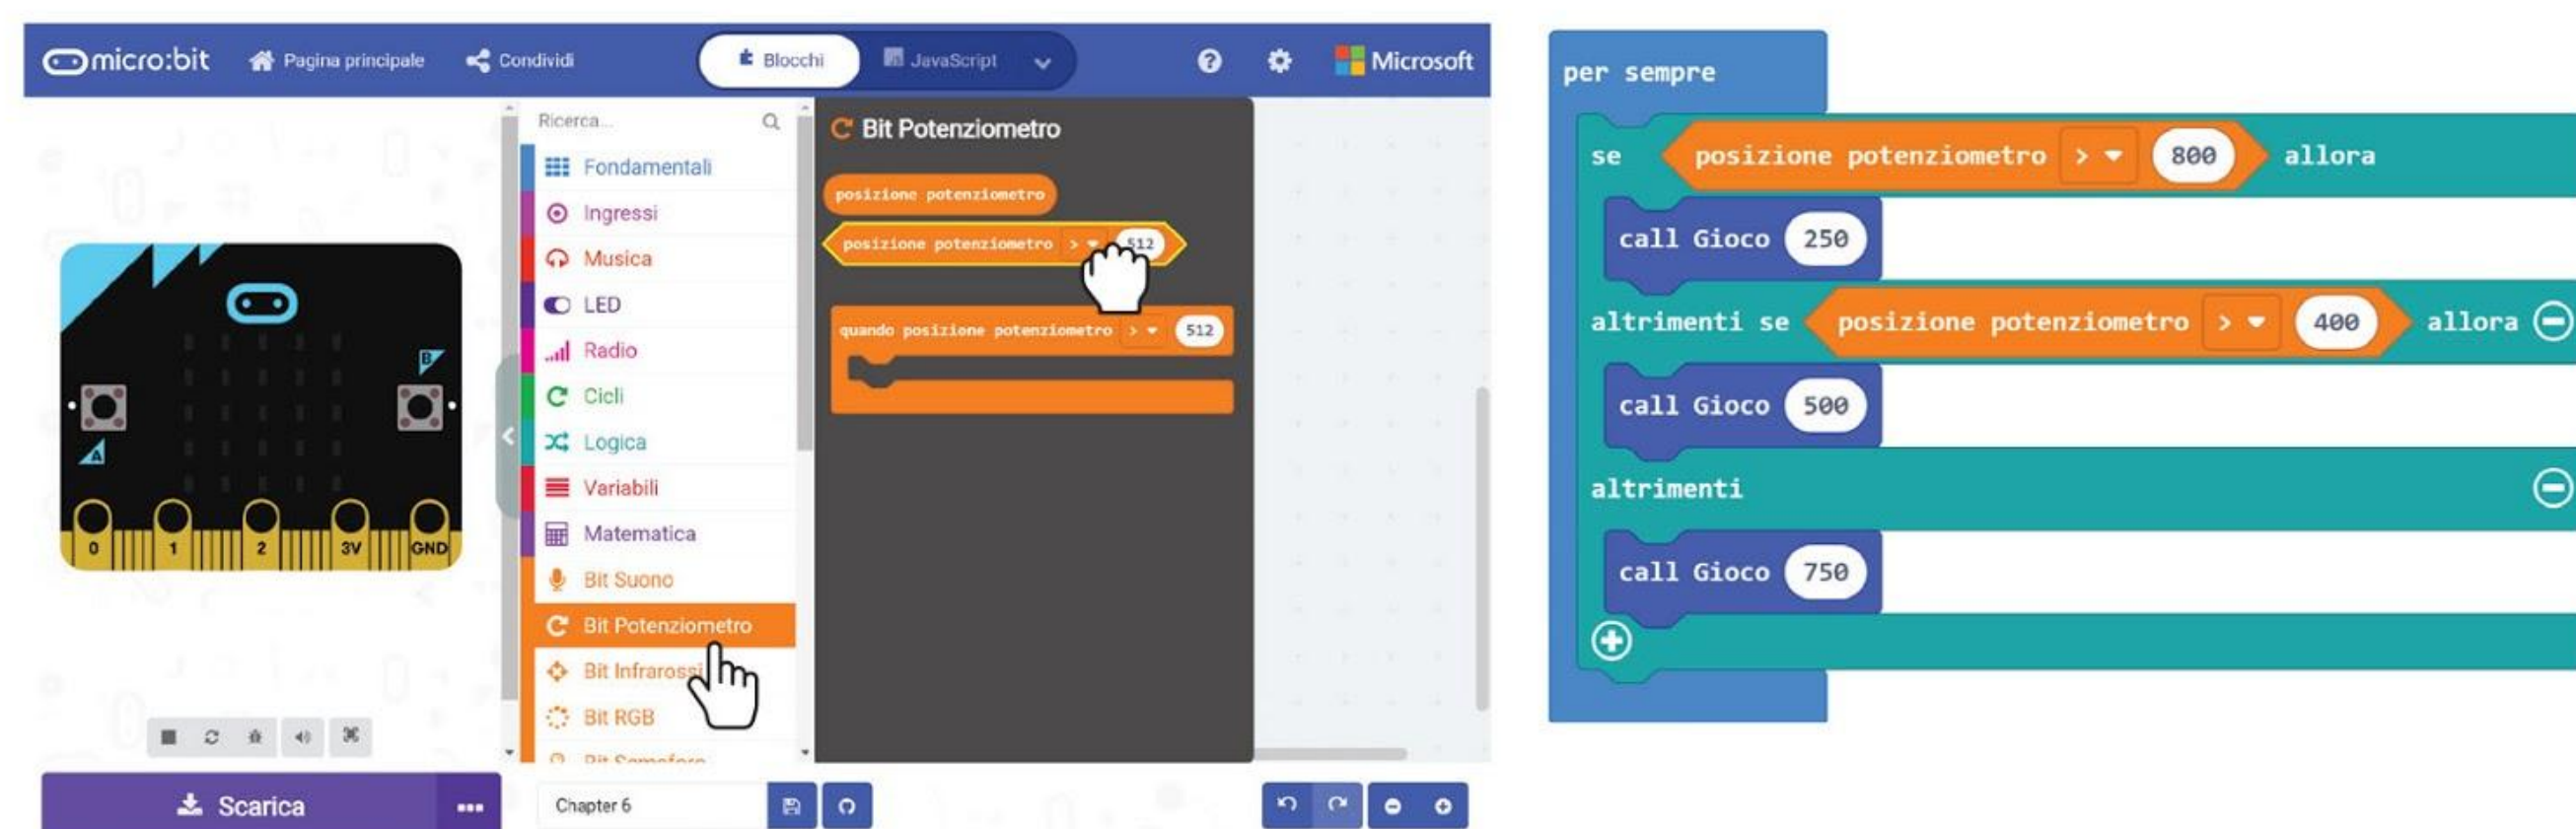 micro:bit
Pagina principale
Condividi
Blocchi
JavaScript
Microsoft
B
A
0
1
2
3V
GND
Scarica
Ricerca...
Fondamentali
Ingressi
Musica
LED
Radio
Cicli
Logica
Variabili
Matematica
Bit Suono
Bit Potenziometro
Bit Infrarossi
Bit RGB
Bit Semaforo
Chapter 6
Bit Potenziometro
posizione potenziometro
posizione potenziometro > 512
quando posizione potenziometro > 512
per sempre
se posizione potenziometro > 800 allora
call Gioco 250
altrimenti se posizione potenziometro > 400 allora
call Gioco 500
altrimenti
call Gioco 750